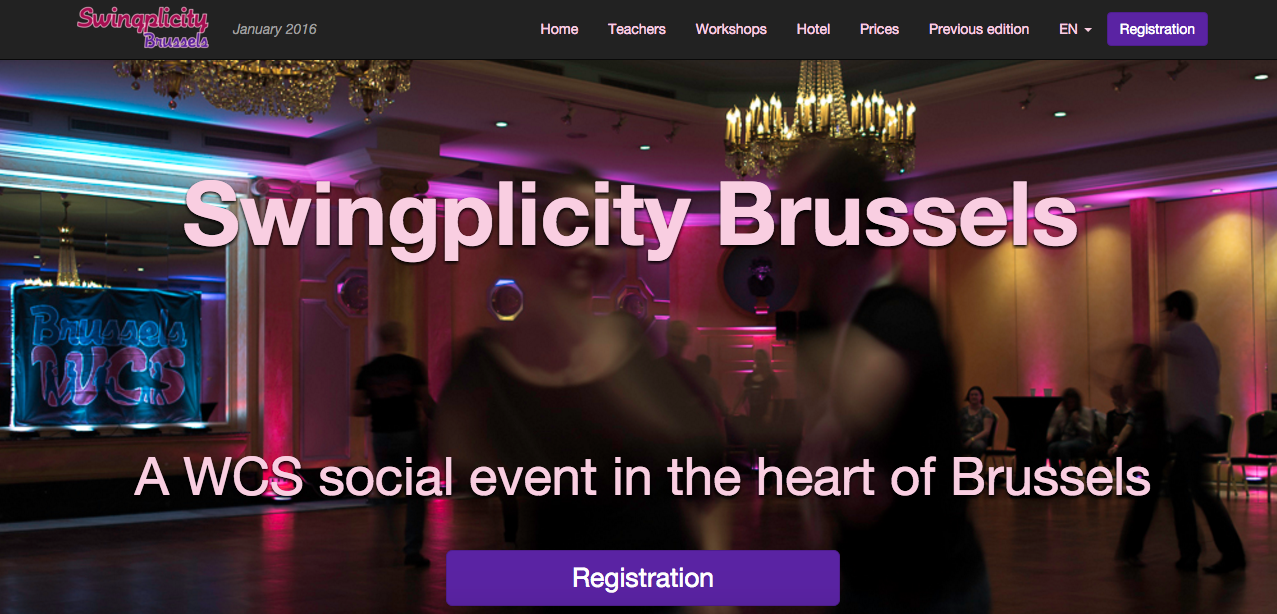 Swingplicity
Brussels
January 2016
Home
Teachers
Workshops
Hotel
Prices
Previous edition
EN
Registration
Swingplicity Brussels
Brussels
WCS
A WCS social event in the heart of Brussels
Registration